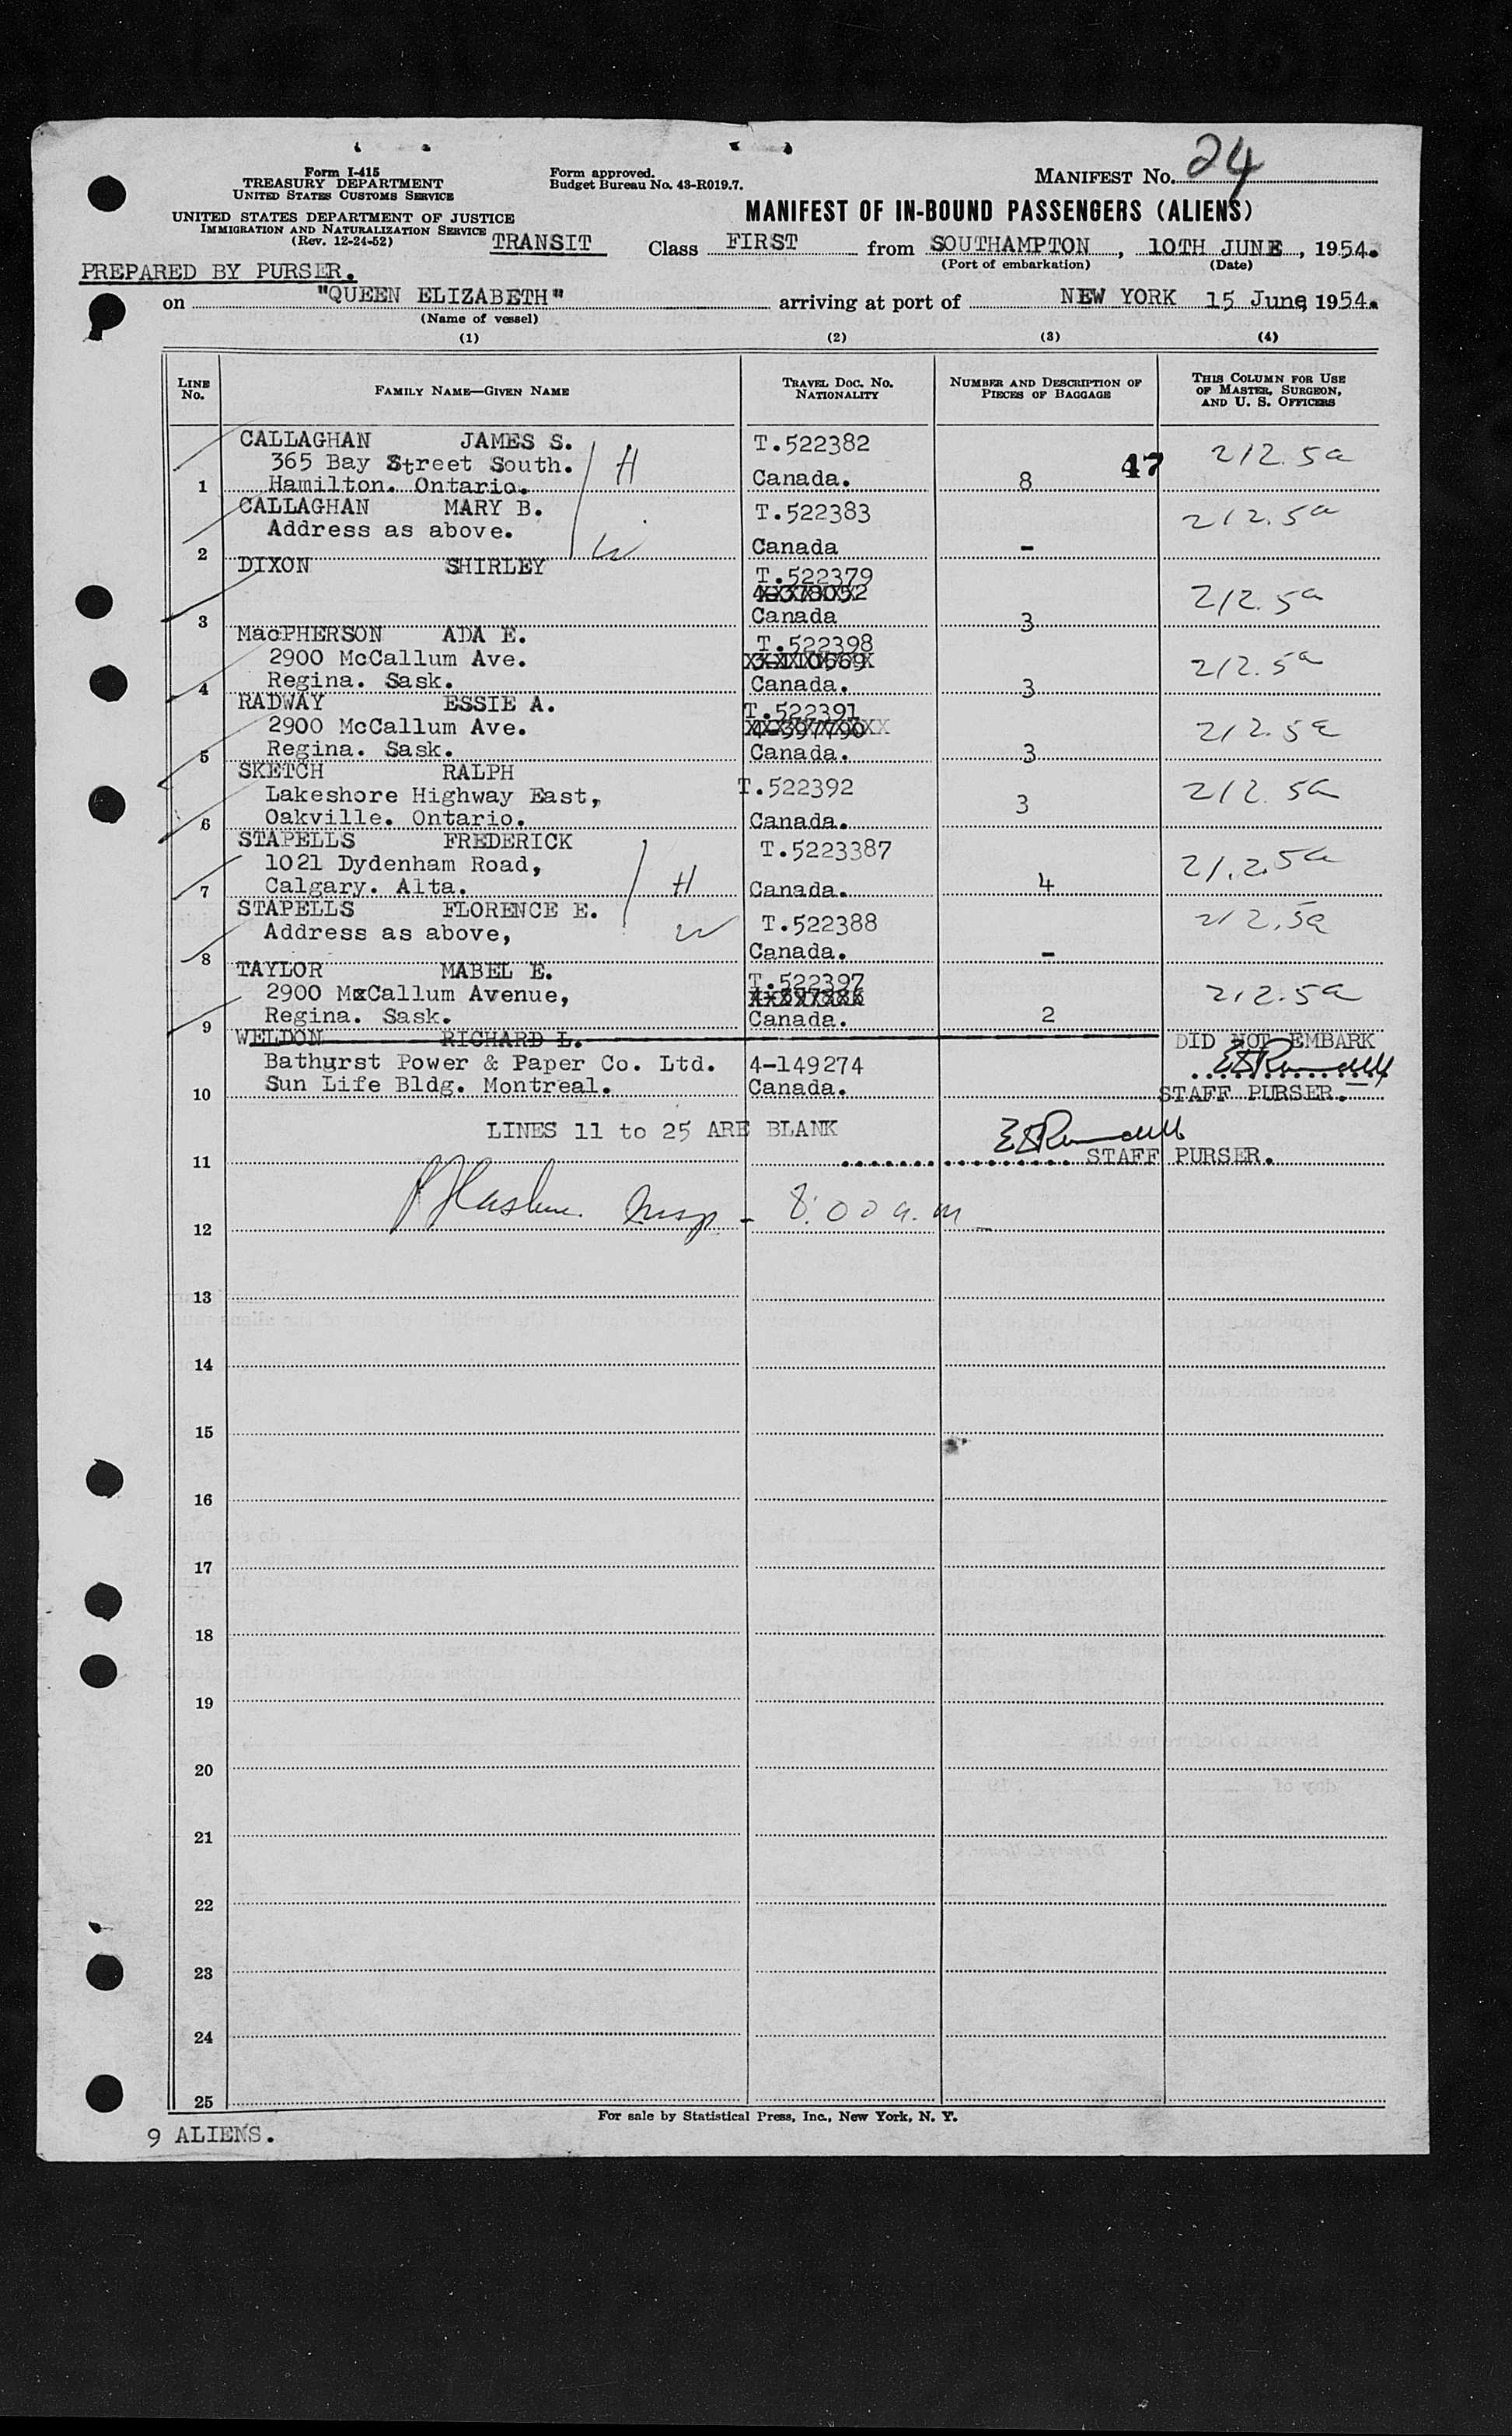 MANIFEST No. 24
Form I-415
TREASURY DEPARTMENT
UNITED STATES CUSTOMS SERVICE
Form approved.
Budget Bureau No. 43-R019.7.
UNITED STATES DEPARTMENT OF JUSTICE
IMMIGRATION AND NATURALIZATION SERVICE
(Rev. 12-24-52)
MANIFEST OF IN-BOUND PASSENGERS (ALIENS)
TRANSIT Class FIRST from SOUTHAMPTON, 10TH JUNE, 1954.
(Port of embarkation) (Date)
PREPARED BY PURSER.
on "QUEEN ELIZABETH" arriving at port of NEW YORK 15 June, 1954.
(Name of vessel)
(1) (2) (3) (4)
LINE No. FAMILY NAME—GIVEN NAME TRAVEL DOC. NO. NATIONALITY NUMBER AND DESCRIPTION OF PIECES OF BAGGAGE THIS COLUMN FOR USE OF MASTER, SURGEON, AND U. S. OFFICERS
CALLAGHAN JAMES S. T.522382
365 Bay Street South. H 47 212.5a
1 Hamilton. Ontario. Canada. 8
CALLAGHAN MARY B. T.522383 212.5a
Address as above.
2 W Canada -
DIXON SHIRLEY T.522379
4-378052 212.5a
3 Canada 3
MacPHERSON ADA E. T.522398
2900 McCallum Ave. 3-110569 212.5a
4 Regina. Sask. Canada. 3
RADWAY ESSIE A. T.522391
2900 McCallum Ave. 4-397790 212.5a
5 Regina. Sask. Canada. 3
SKETCH RALPH T.522392
Lakeshore Highway East, 3 212.5a
6 Oakville. Ontario. Canada.
STAPELLS FREDERICK T.5223387
1021 Dydenham Road, 212.5a
7 Calgary. Alta. H Canada. 4
STAPELLS FLORENCE E. T.522388 212.5a
Address as above, W
8 Canada. -
TAYLOR MABEL E. T.522397
2900 McCallum Avenue, 212.5a
9 Regina. Sask. Canada. 2
WELDON RICHARD L. DID NOT EMBARK
Bathurst Power & Paper Co. Ltd. 4-149274
10 Sun Life Bldg. Montreal. Canada. STAFF PURSER.
LINES 11 to 25 ARE BLANK
11 STAFF PURSER.
12 Insp - 8:00 a.m.
13
14
15
16
17
18
19
20
21
22
23
24
25
For sale by Statistical Press, Inc., New York, N. Y.
9 ALIENS.